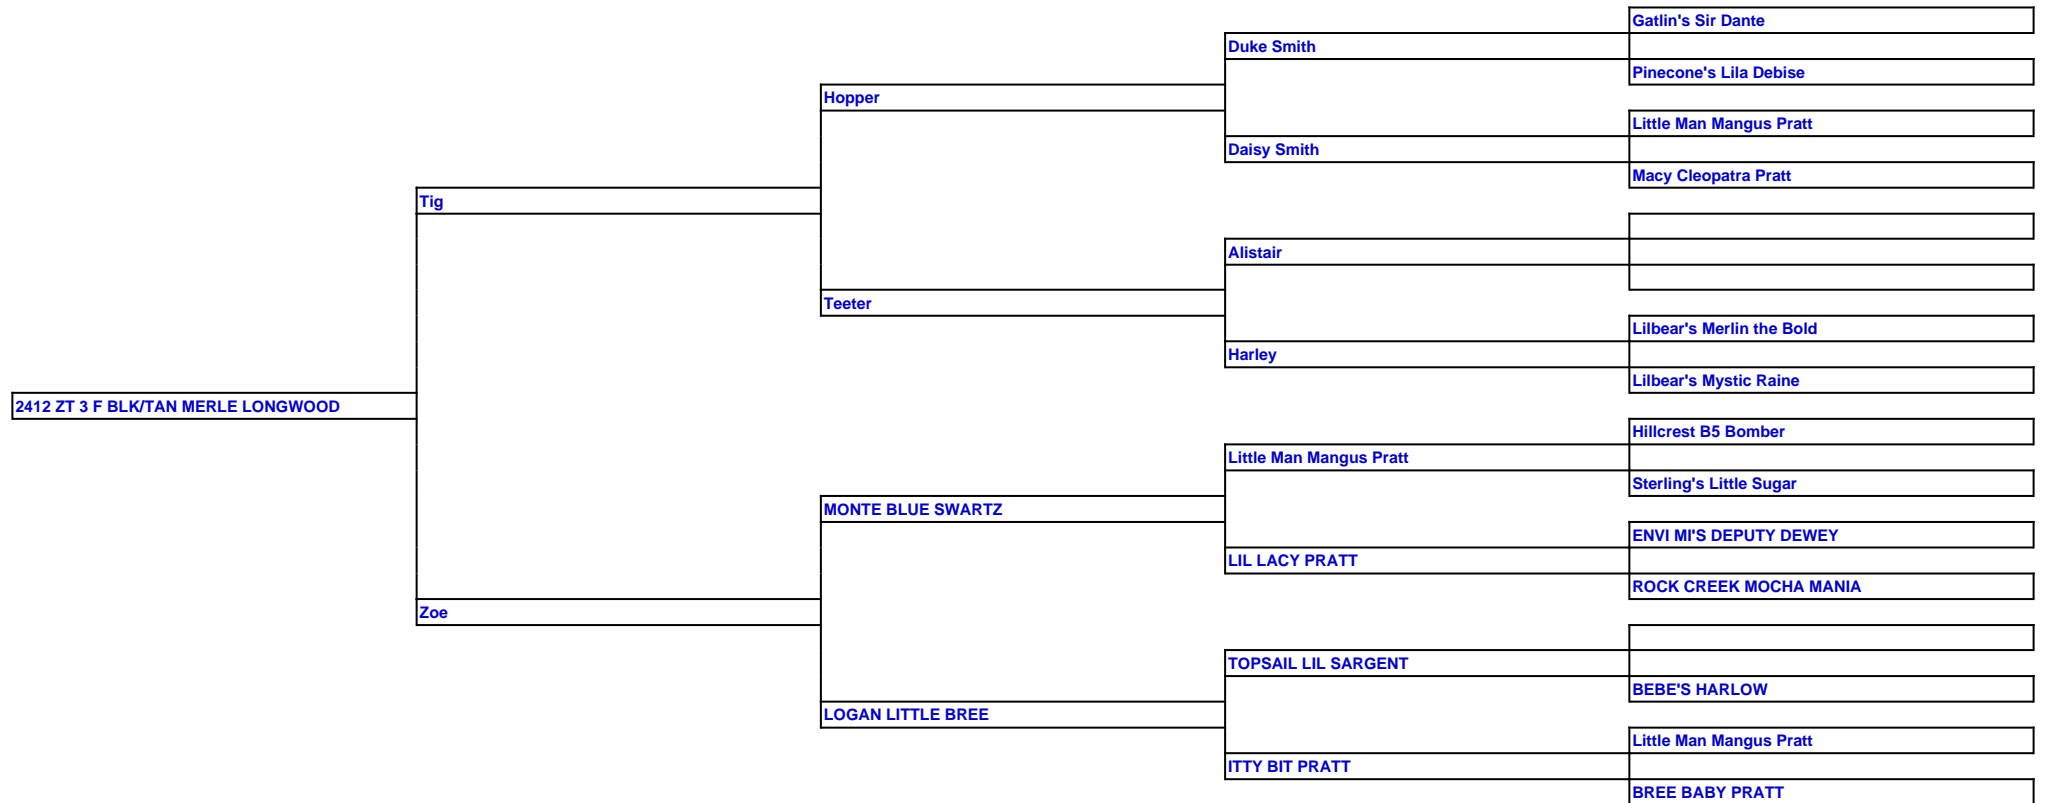 Gatlin's Sir Dante
Duke Smith
Pinecone's Lila Debise
Hopper
Little Man Mangus Pratt
Daisy Smith
Macy Cleopatra Pratt
Tig
Alistair
Teeter
Lilbear's Merlin the Bold
Harley
Lilbear's Mystic Raine
2412 ZT 3 F BLK/TAN MERLE LONGWOOD
Hillcrest B5 Bomber
Little Man Mangus Pratt
Sterling's Little Sugar
MONTE BLUE SWARTZ
ENVI MI'S DEPUTY DEWEY
LIL LACY PRATT
ROCK CREEK MOCHA MANIA
Zoe
TOPSAIL LIL SARGENT
BEBE'S HARLOW
LOGAN LITTLE BREE
Little Man Mangus Pratt
ITTY BIT PRATT
BREE BABY PRATT